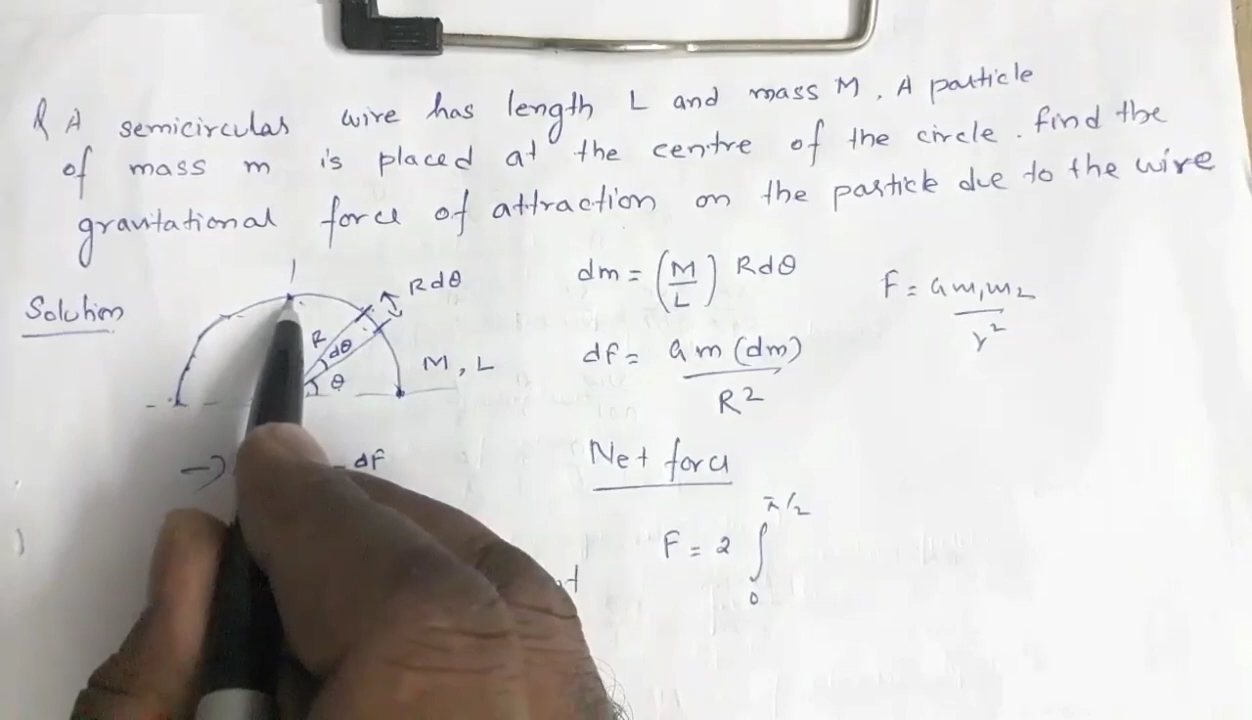 Q A semicircular wire has length L and mass M. A particle
of mass m is placed at the centre of the circle. find the
gravitational force of attraction on the particle due to the wire
Solution
Rdθ
R
dθ
θ
M, L
dF
dm = (M/L) Rdθ
dF = G m (dm) / R²
F = G m₁m₂ / r²
Net force
F = 2 ∫₀^π/2